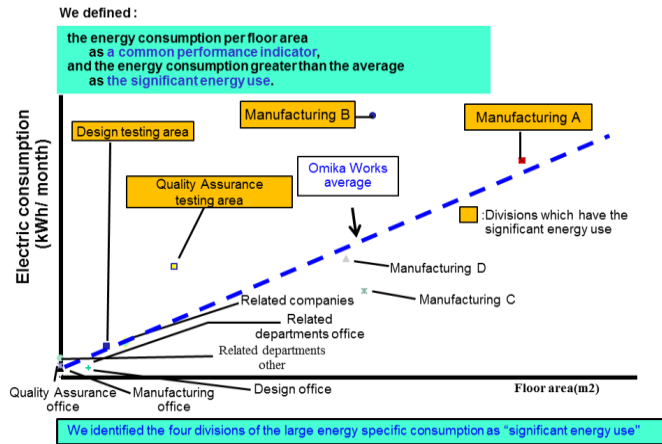 We defined :
the energy consumption per floor area
as a common performance indicator,
and the energy consumption greater than the average
as the significant energy use.
Electric consumption
(kWh/ month)
Manufacturing B
Manufacturing A
Design testing area
Omika Works
average
Quality Assurance
testing area
:Divisions which have the
significant energy use
Manufacturing D
Manufacturing C
Related companies
Related
departments office
Related departments
other
Quality Assurance
office
Manufacturing
office
Design office
Floor area(m2)
We identified the four divisions of the large energy specific consumption as “significant energy use”